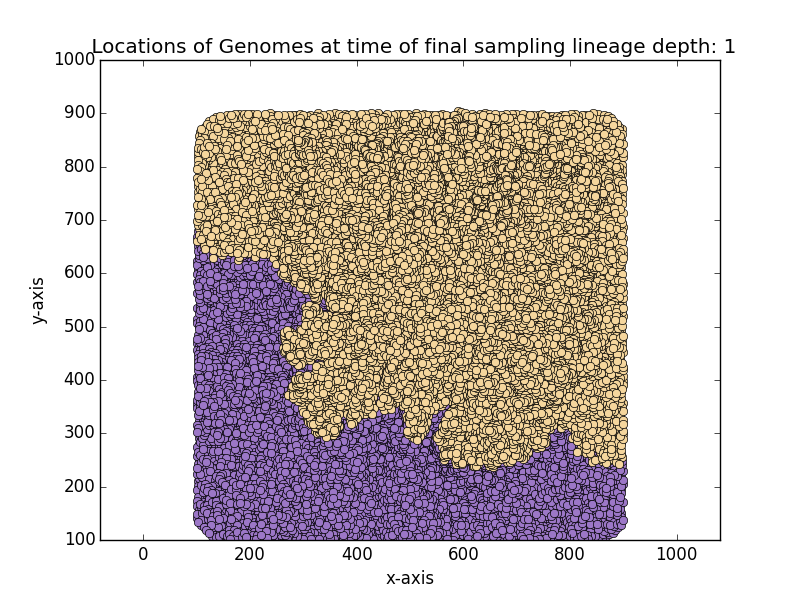 Locations of Genomes at time of final sampling lineage depth: 1
1000
900
800
700
600
500
400
300
200
100
y-axis
0 200 400 600 800 1000
x-axis